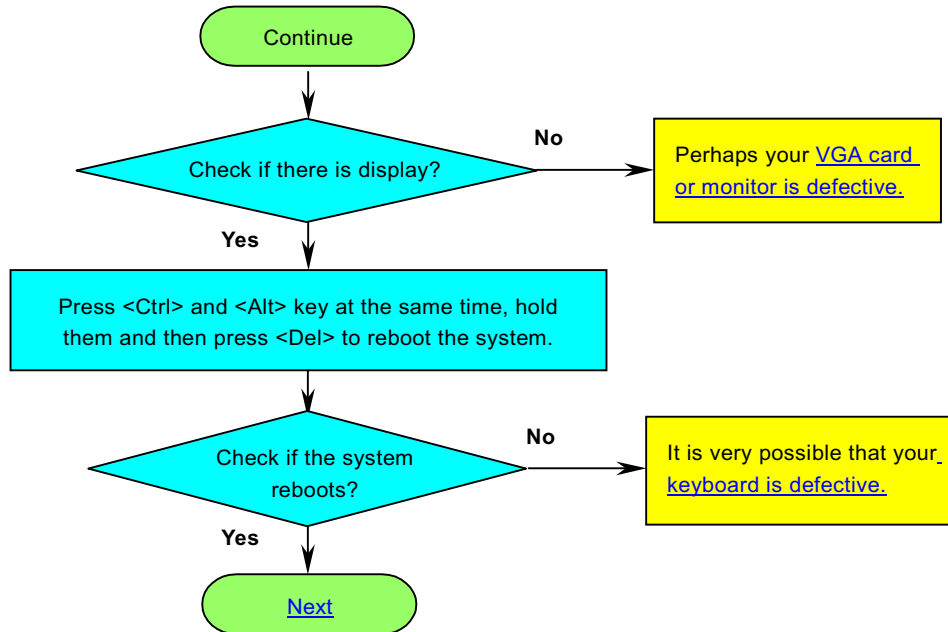 Continue
Check if there is display?
No
Perhaps your VGA card
or monitor is defective.
Yes
Press <Ctrl> and <Alt> key at the same time, hold
them and then press <Del> to reboot the system.
Check if the system
reboots?
No
It is very possible that your
keyboard is defective.
Yes
Next